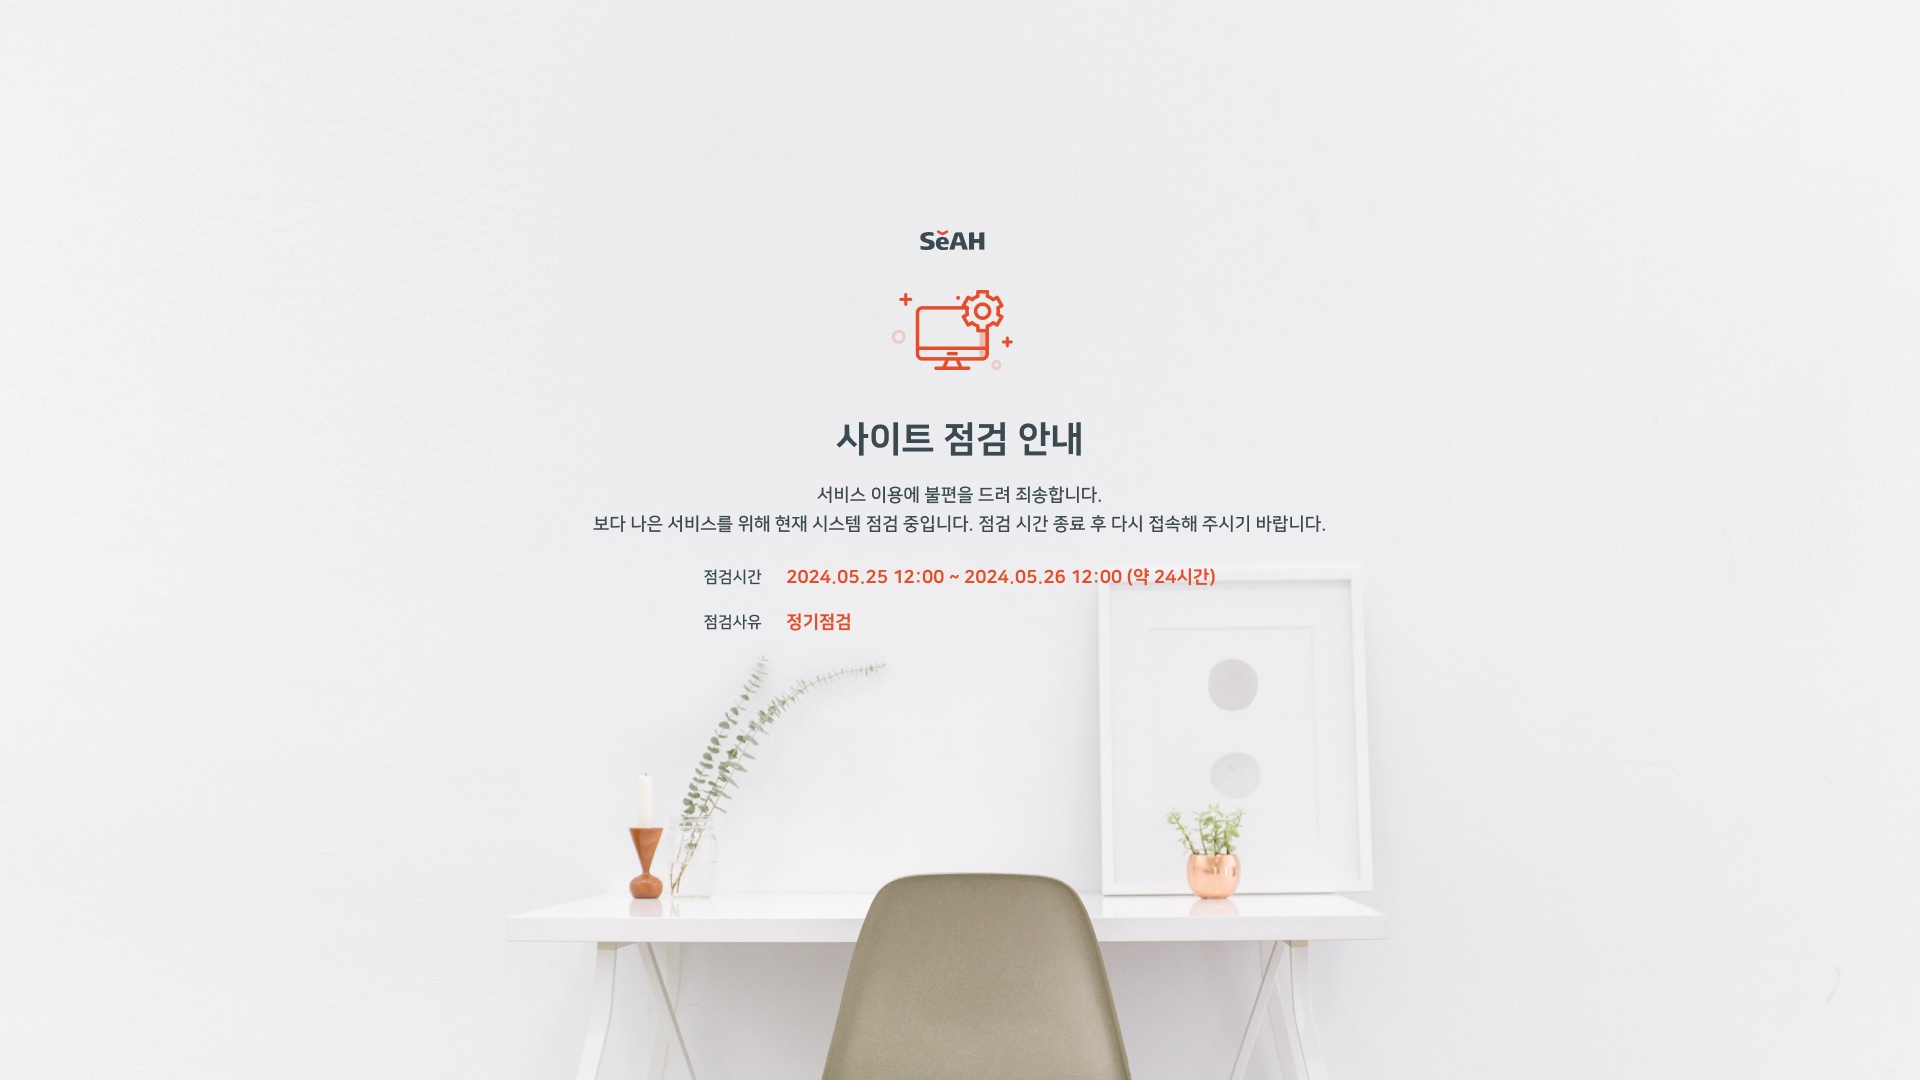 SeAH
사이트 점검 안내
서비스 이용에 불편을 드려 죄송합니다.
보다 나은 서비스를 위해 현재 시스템 점검 중입니다. 점검 시간 종료 후 다시 접속해 주시기 바랍니다.
점검시간 2024.05.25 12:00 ~ 2024.05.26 12:00 (약 24시간)
점검사유 정기점검